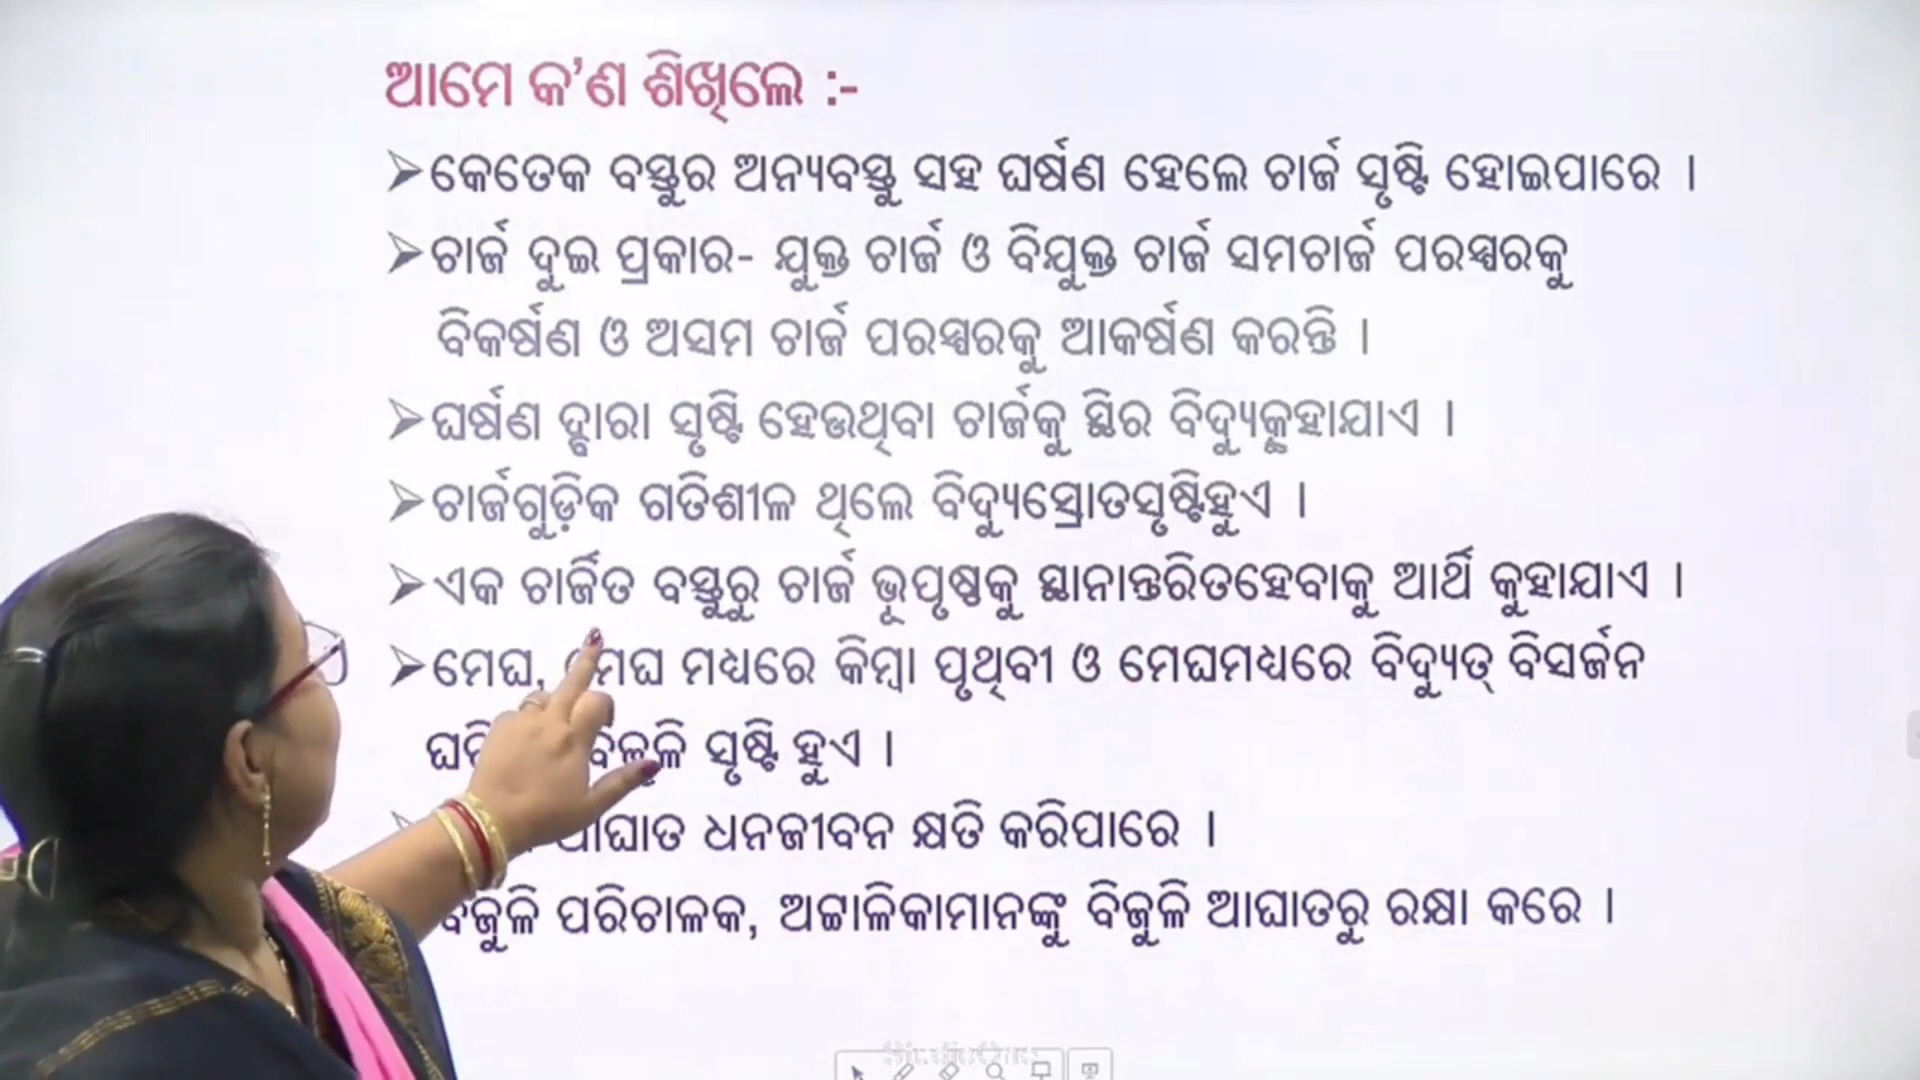 ଆମେ କ'ଣ ଶିଖିଲେ :-
➢କେତେକ ବସ୍ତୁର ଅନ୍ୟବସ୍ତୁ ସହ ଘର୍ଷଣ ହେଲେ ଚାର୍ଜ ସୃଷ୍ଟି ହୋଇପାରେ ।
➢ଚାର୍ଜ ଦୁଇ ପ୍ରକାର- ଯୁକ୍ତ ଚାର୍ଜ ଓ ବିଯୁକ୍ତ ଚାର୍ଜ ସମଚାର୍ଜ ପରସ୍ପରକୁ
ବିକର୍ଷଣ ଓ ଅସମ ଚାର୍ଜ ପରସ୍ପରକୁ ଆକର୍ଷଣ କରନ୍ତି ।
➢ଘର୍ଷଣ ଦ୍ବାରା ସୃଷ୍ଟି ହେଉଥିବା ଚାର୍ଜକୁ ସ୍ଥିର ବିଦ୍ୟୁତ୍କୁହାଯାଏ ।
➢ଚାର୍ଜଗୁଡ଼ିକ ଗତିଶୀଳ ଥିଲେ ବିଦ୍ୟୁସ୍ରୋତସୃଷ୍ଟିହୁଏ ।
➢ଏକ ଚାର୍ଜିତ ବସ୍ତୁରୁ ଚାର୍ଜ ଭୂପୃଷ୍ଠକୁ ସ୍ଥାନାନ୍ତରିତହେବାକୁ ଆର୍ଥି କୁହାଯାଏ ।
➢ମେଘ, ମେଘ ମଧ୍ୟରେ କିମ୍ବା ପୃଥିବୀ ଓ ମେଘମଧ୍ୟରେ ବିଦ୍ୟୁତ୍ ବିସର୍ଜନ
ବିଜୁଳି ସୃଷ୍ଟି ହୁଏ ।
ଆଘାତ ଧନଜୀବନ କ୍ଷତି କରିପାରେ ।
ବିଜୁଳି ପରିଚାଳକ, ଅଟ୍ଟାଳିକାମାନଙ୍କୁ ବିଜୁଳି ଆଘାତରୁ ରକ୍ଷା କରେ ।